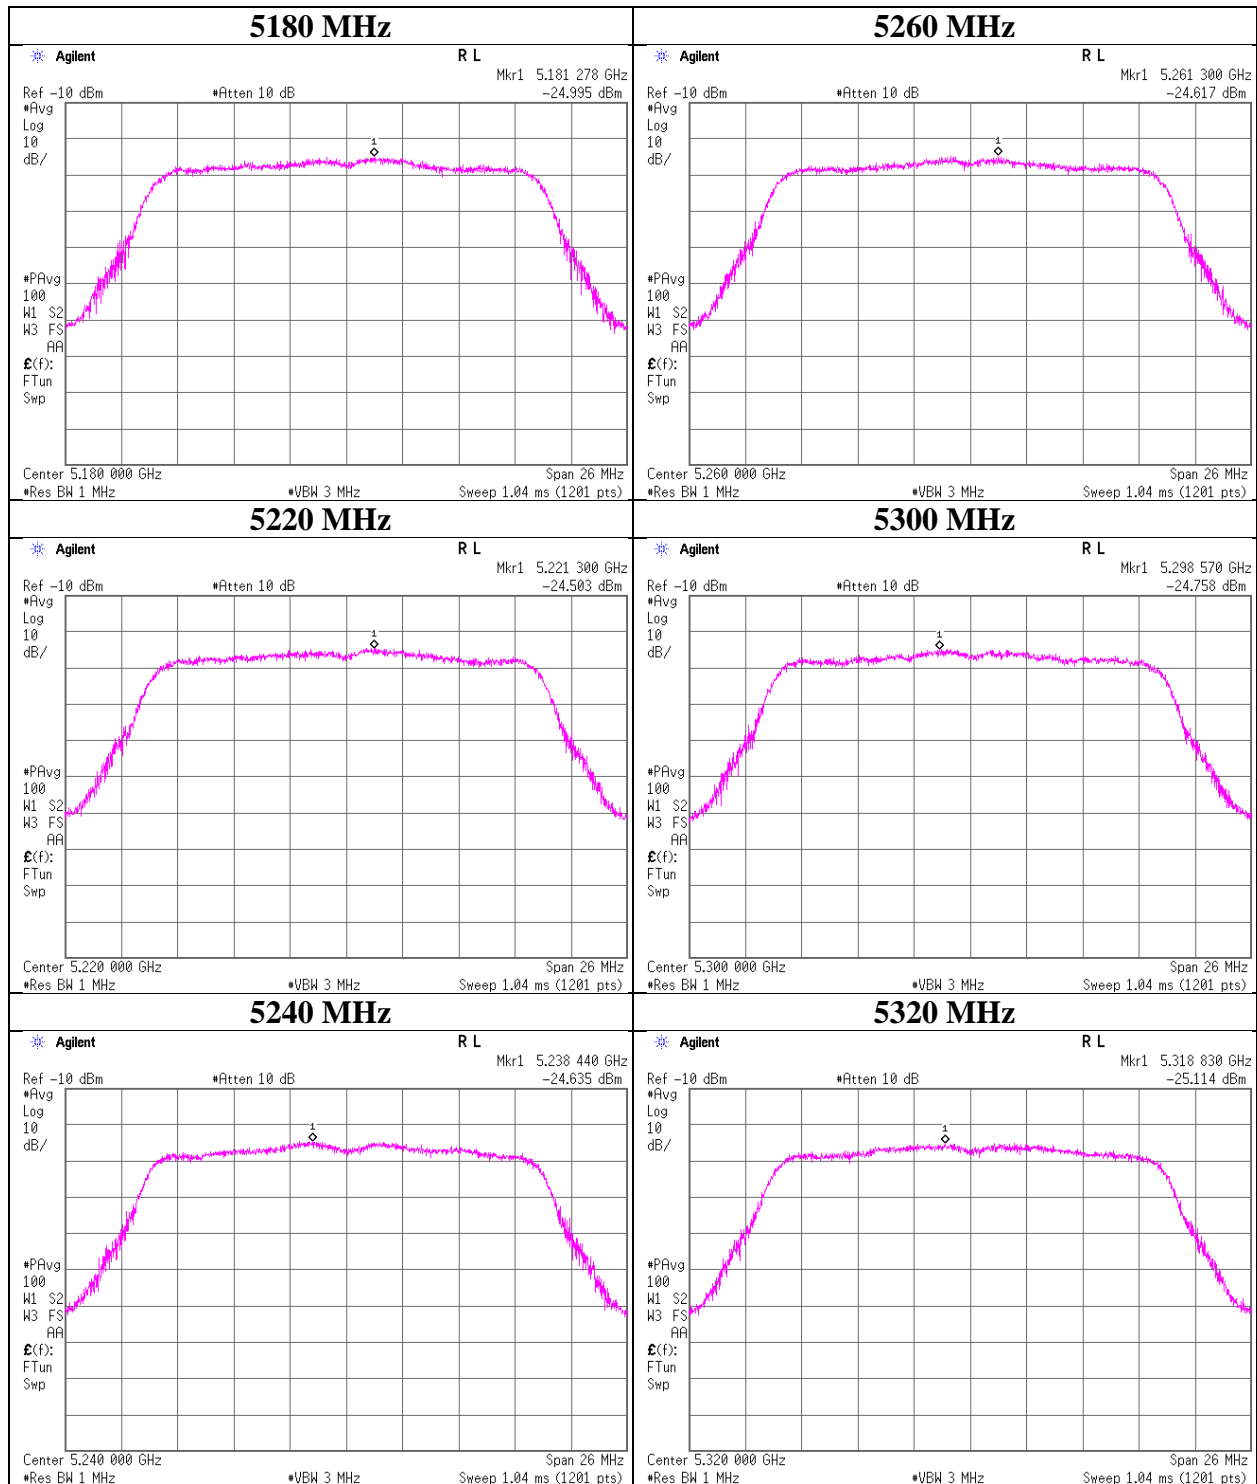 5180 MHz
Agilent R L
Mkr1 5.181 278 GHz
Ref -10 dBm #Atten 10 dB -24.995 dBm
#Avg
Log
10
dB/
1
#PAvg
100
W1 S2
W3 FS
AA
£(f):
FTun
Swp
Center 5.180 000 GHz Span 26 MHz
#Res BW 1 MHz #VBW 3 MHz Sweep 1.04 ms (1201 pts)
5260 MHz
Agilent R L
Mkr1 5.261 300 GHz
Ref -10 dBm #Atten 10 dB -24.617 dBm
#Avg
Log
10
dB/
1
#PAvg
100
W1 S2
W3 FS
AA
£(f):
FTun
Swp
Center 5.260 000 GHz Span 26 MHz
#Res BW 1 MHz #VBW 3 MHz Sweep 1.04 ms (1201 pts)
5220 MHz
Agilent R L
Mkr1 5.221 300 GHz
Ref -10 dBm #Atten 10 dB -24.503 dBm
#Avg
Log
10
dB/
1
#PAvg
100
W1 S2
W3 FS
AA
£(f):
FTun
Swp
Center 5.220 000 GHz Span 26 MHz
#Res BW 1 MHz #VBW 3 MHz Sweep 1.04 ms (1201 pts)
5300 MHz
Agilent R L
Mkr1 5.298 570 GHz
Ref -10 dBm #Atten 10 dB -24.758 dBm
#Avg
Log
10
dB/
1
#PAvg
100
W1 S2
W3 FS
AA
£(f):
FTun
Swp
Center 5.300 000 GHz Span 26 MHz
#Res BW 1 MHz #VBW 3 MHz Sweep 1.04 ms (1201 pts)
5240 MHz
Agilent R L
Mkr1 5.238 440 GHz
Ref -10 dBm #Atten 10 dB -24.635 dBm
#Avg
Log
10
dB/
1
#PAvg
100
W1 S2
W3 FS
AA
£(f):
FTun
Swp
Center 5.240 000 GHz Span 26 MHz
#Res BW 1 MHz #VBW 3 MHz Sweep 1.04 ms (1201 pts)
5320 MHz
Agilent R L
Mkr1 5.318 830 GHz
Ref -10 dBm #Atten 10 dB -25.114 dBm
#Avg
Log
10
dB/
1
#PAvg
100
W1 S2
W3 FS
AA
£(f):
FTun
Swp
Center 5.320 000 GHz Span 26 MHz
#Res BW 1 MHz #VBW 3 MHz Sweep 1.04 ms (1201 pts)